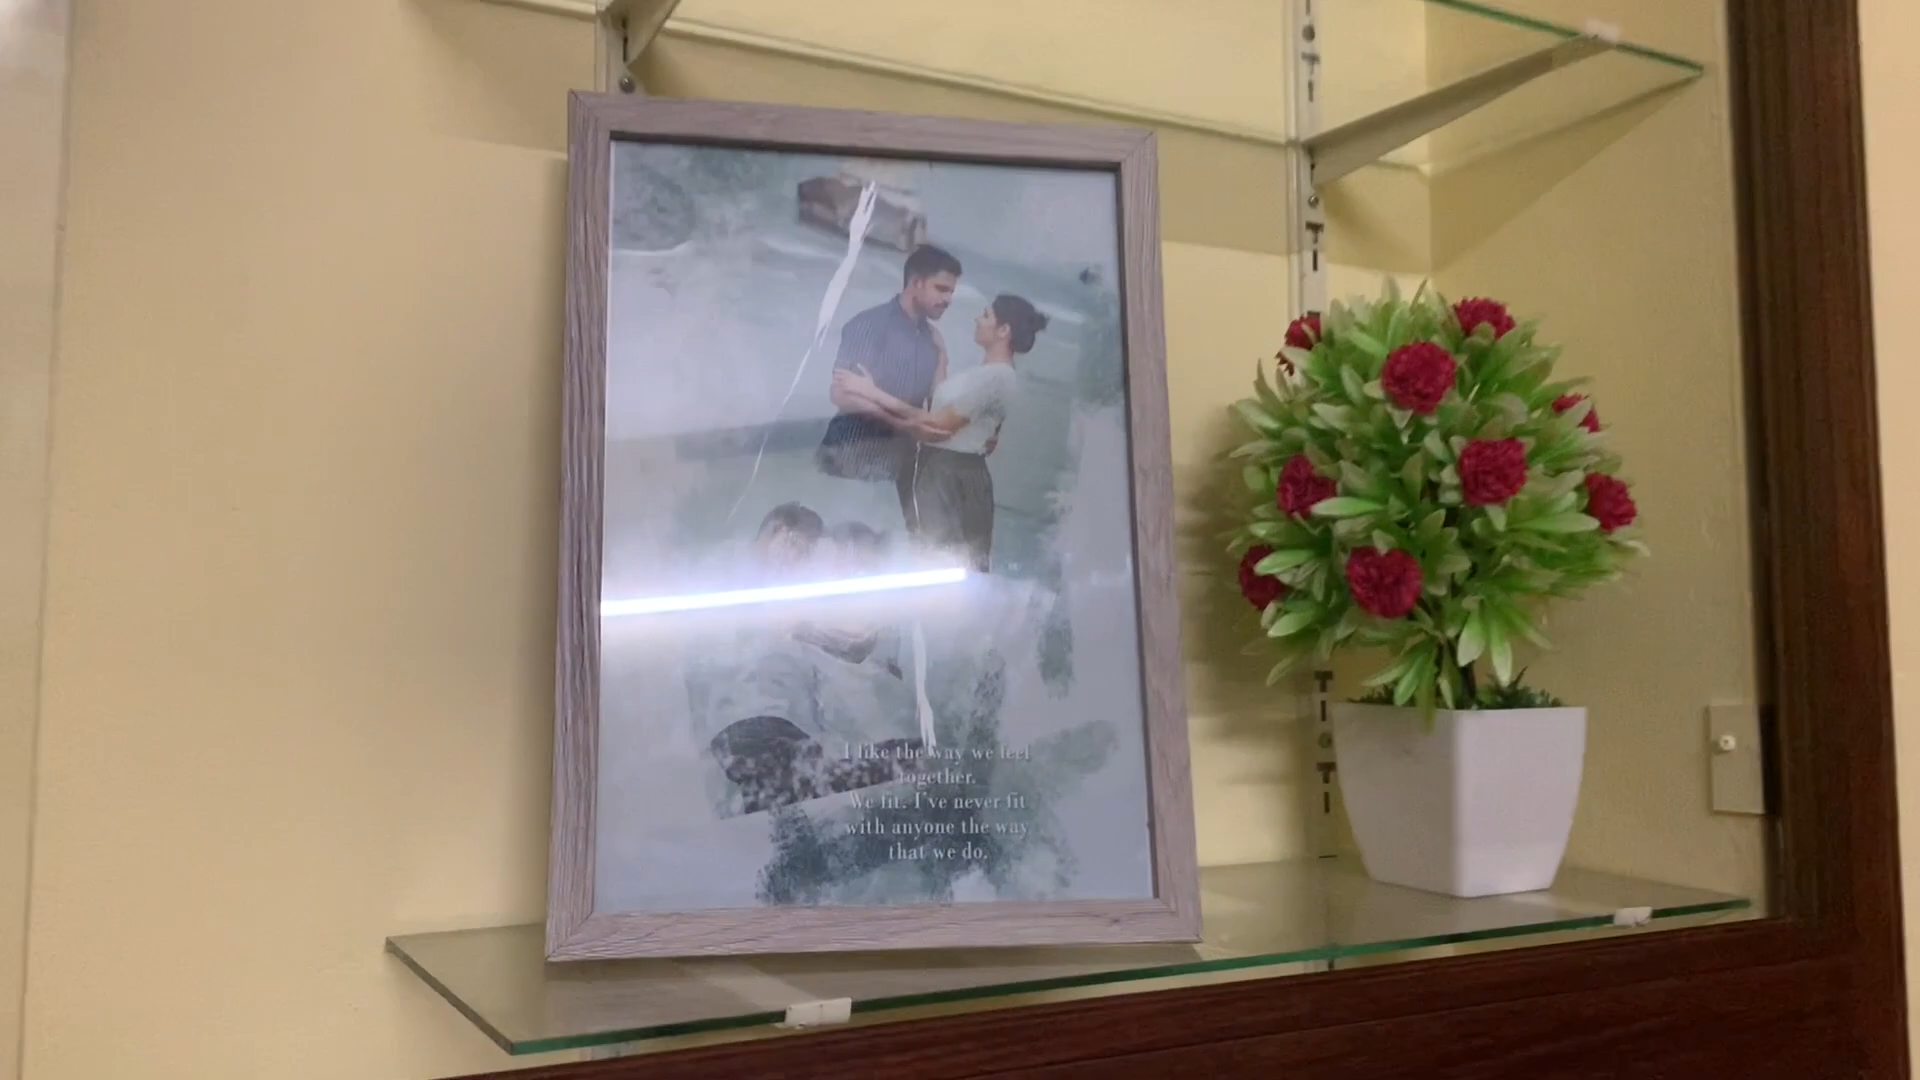 I like the way we feel
together.
We fit. I've never fit
with anyone the way
that we do.